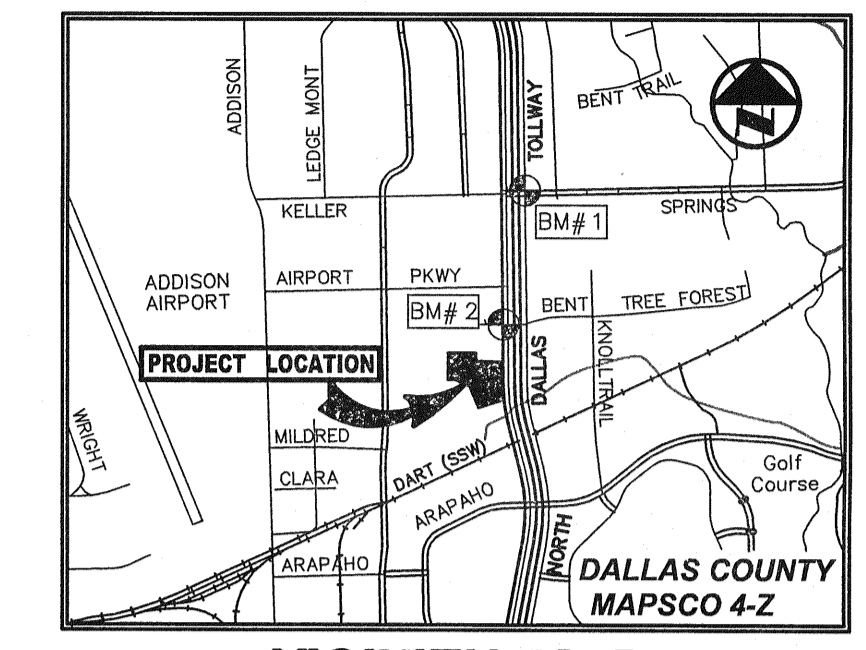 ADDISON
LEDGE MONT
TOLLWAY
BENT TRAIL
N
KELLER
SPRINGS
BM# 1
ADDISON
AIRPORT
AIRPORT PKWY
BM# 2
BENT TREE FOREST
PROJECT LOCATION
DALLAS
KNOLL TRAIL
WRIGHT
MILDRED
CLARA
DART (SSW)
ARAPAHO
Golf
Course
ARAPAHO
NORTH
DALLAS COUNTY
MAPSCO 4-Z